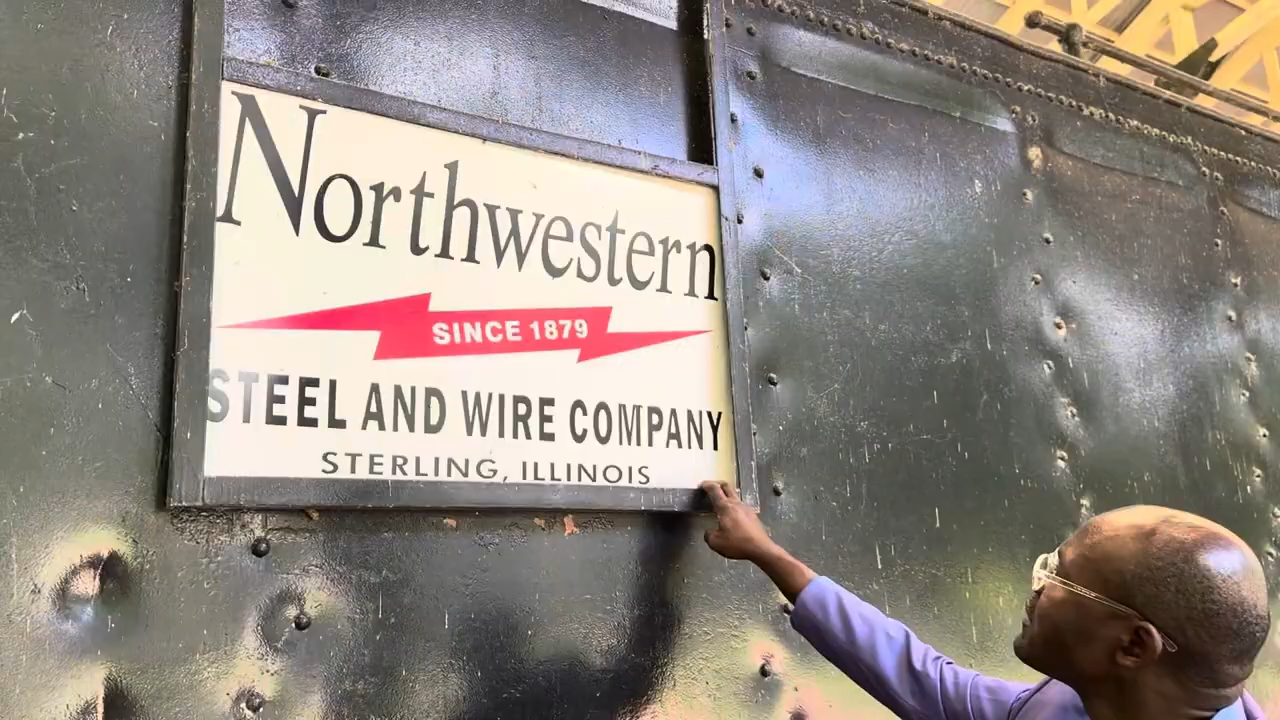 Northwestern
SINCE 1879
STEEL AND WIRE COMPANY
STERLING, ILLINOIS